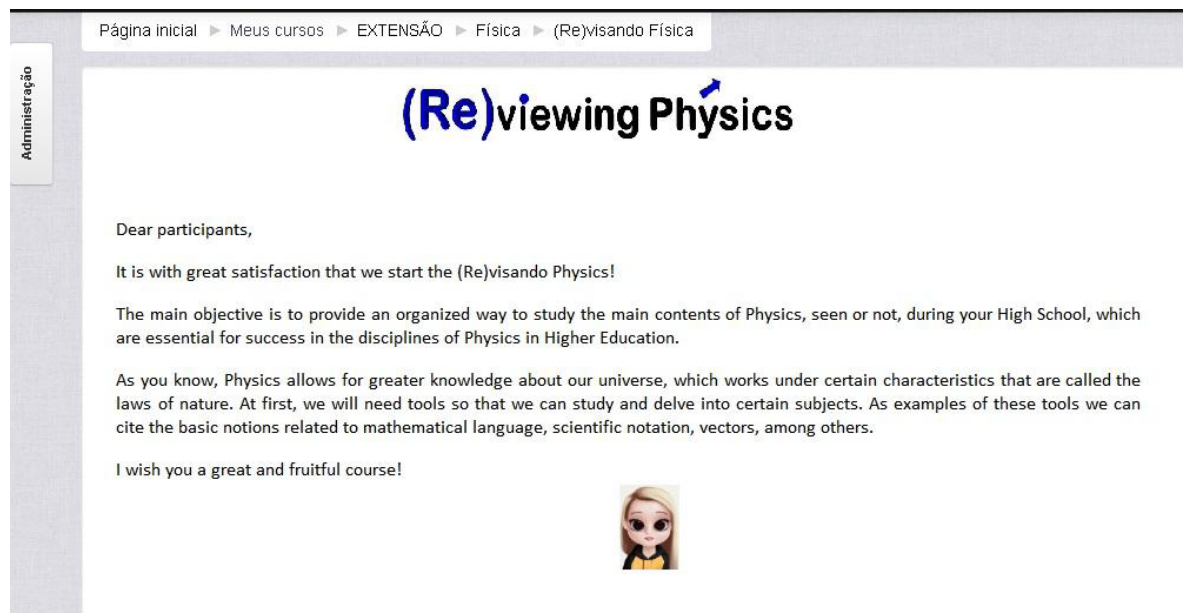 Página inicial ► Meus cursos ► EXTENSÃO ► Física ► (Re)visando Física
Administração
(Re)viewing Physics
Dear participants,
It is with great satisfaction that we start the (Re)visando Physics!
The main objective is to provide an organized way to study the main contents of Physics, seen or not, during your High School, which
are essential for success in the disciplines of Physics in Higher Education.
As you know, Physics allows for greater knowledge about our universe, which works under certain characteristics that are called the
laws of nature. At first, we will need tools so that we can study and delve into certain subjects. As examples of these tools we can
cite the basic notions related to mathematical language, scientific notation, vectors, among others.
I wish you a great and fruitful course!